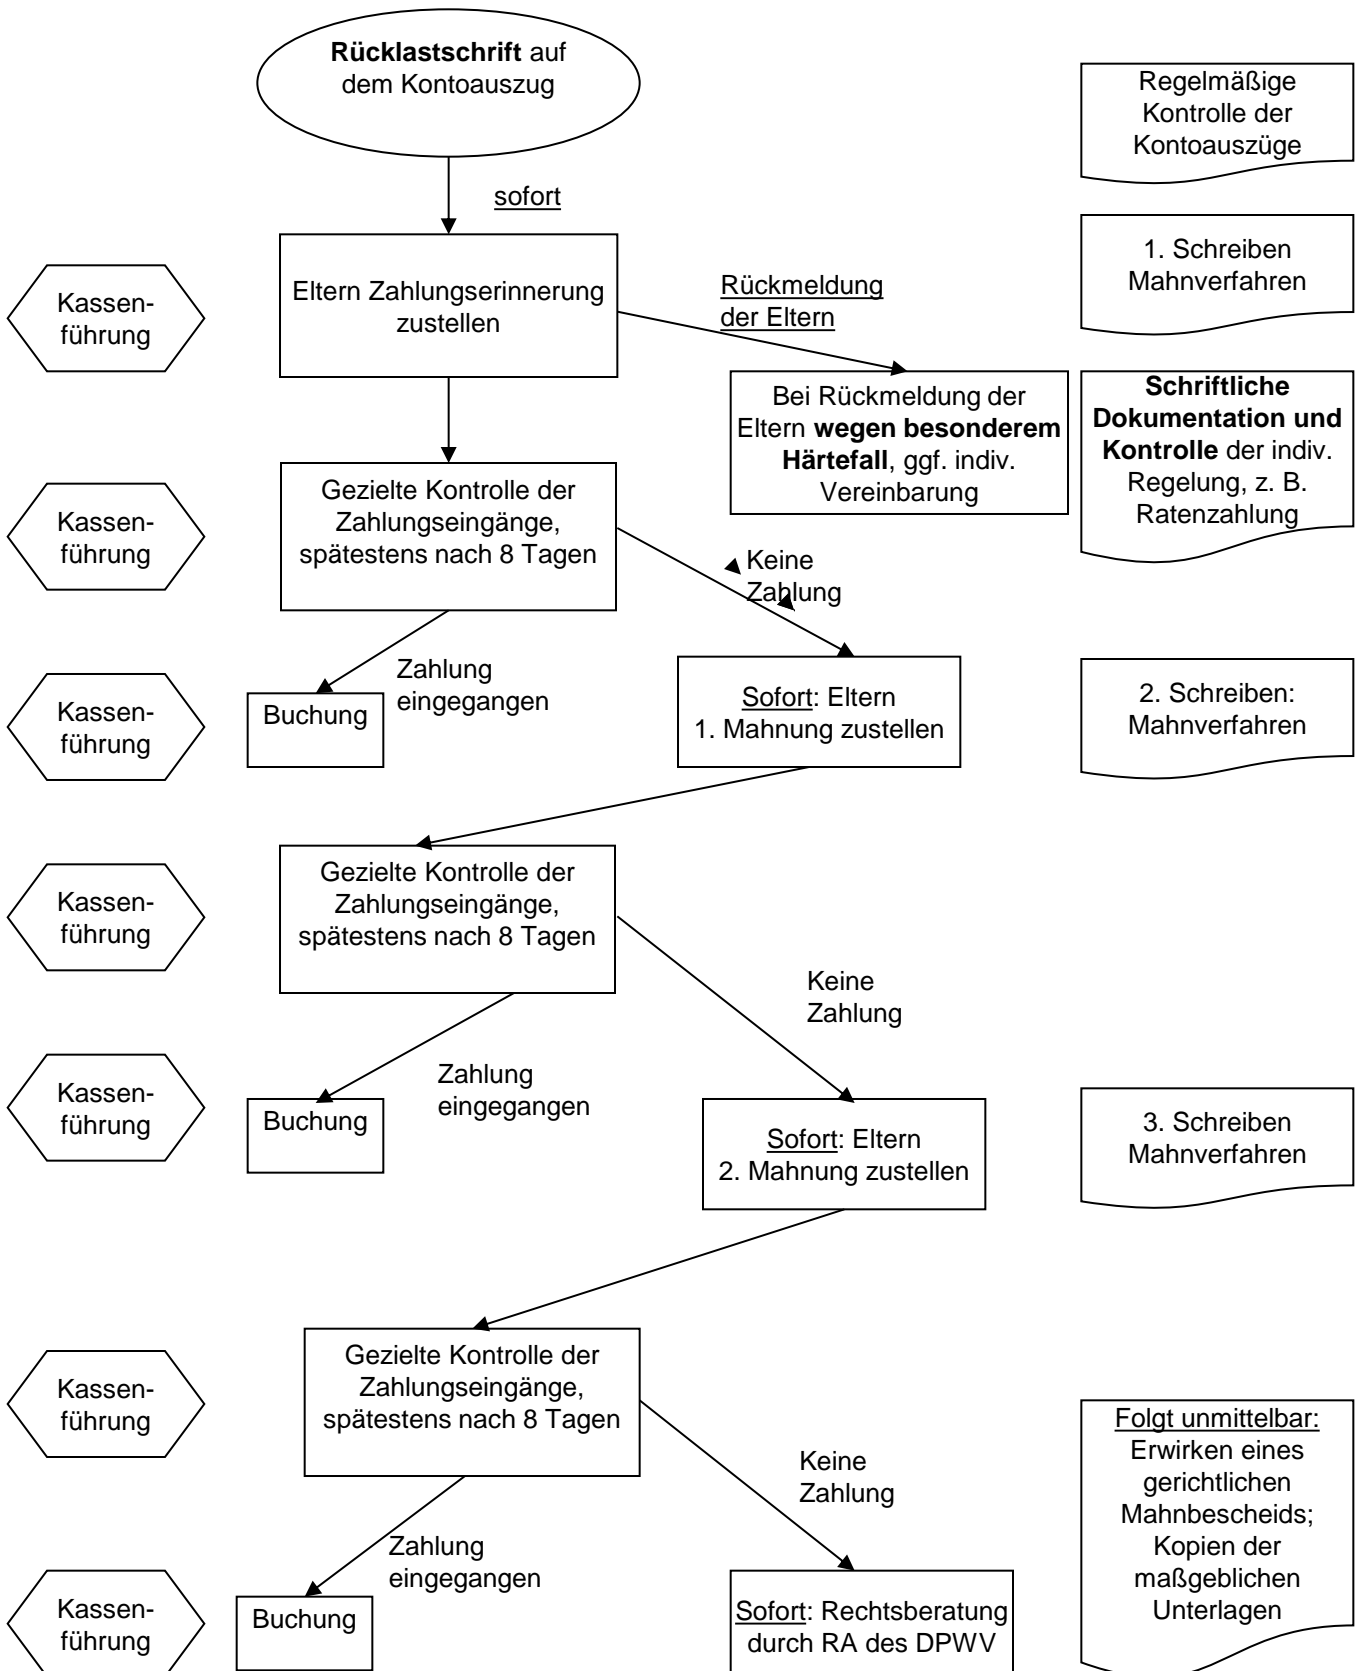 Rücklastschrift auf
dem Kontoauszug
Regelmäßige
Kontrolle der
Kontoauszüge
sofort
Kassen-
führung
Eltern Zahlungserinnerung
zustellen
Rückmeldung
der Eltern
1. Schreiben
Mahnverfahren
Bei Rückmeldung der
Eltern wegen besonderem
Härtefall, ggf. indiv.
Vereinbarung
Schriftliche
Dokumentation und
Kontrolle der indiv.
Regelung, z. B.
Ratenzahlung
Kassen-
führung
Gezielte Kontrolle der
Zahlungseingänge,
spätestens nach 8 Tagen
Keine
Zahlung
Zahlung
eingegangen
Kassen-
führung
Buchung
Sofort: Eltern
1. Mahnung zustellen
2. Schreiben:
Mahnverfahren
Kassen-
führung
Gezielte Kontrolle der
Zahlungseingänge,
spätestens nach 8 Tagen
Keine
Zahlung
Zahlung
eingegangen
Kassen-
führung
Buchung
Sofort: Eltern
2. Mahnung zustellen
3. Schreiben
Mahnverfahren
Kassen-
führung
Gezielte Kontrolle der
Zahlungseingänge,
spätestens nach 8 Tagen
Keine
Zahlung
Folgt unmittelbar:
Erwirken eines
gerichtlichen
Mahnbescheids;
Kopien der
maßgeblichen
Unterlagen
Zahlung
eingegangen
Kassen-
führung
Buchung
Sofort: Rechtsberatung
durch RA des DPWV